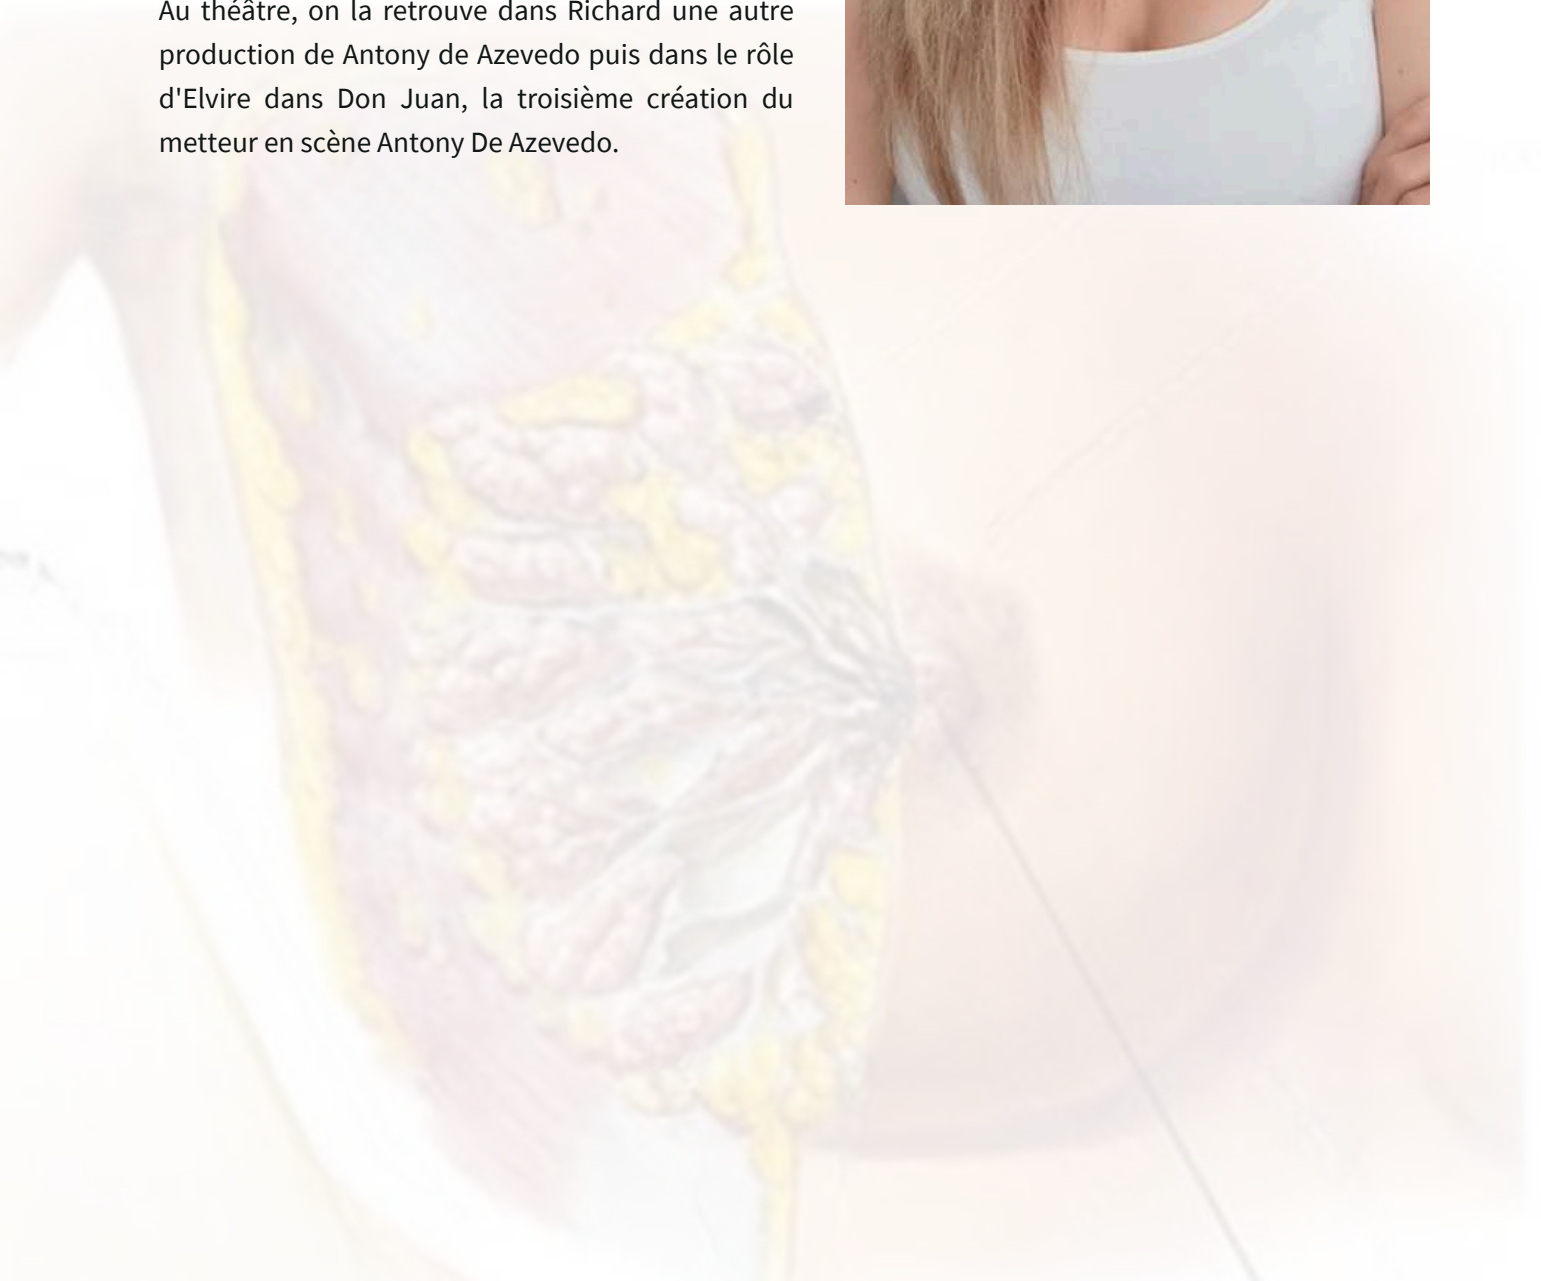 Au théâtre, on la retrouve dans Richard une autre
production de Antony de Azevedo puis dans le rôle
d'Elvire dans Don Juan, la troisième création du
metteur en scène Antony De Azevedo.